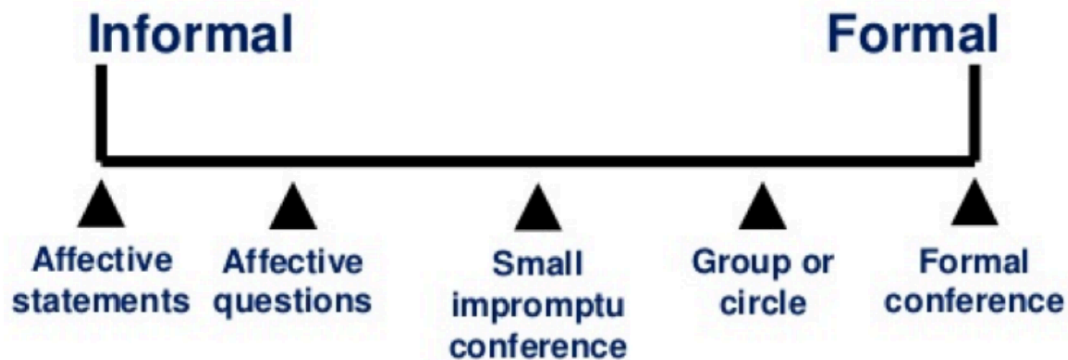 Informal
Formal
Affective
statements
Affective
questions
Small
impromptu
conference
Group or
circle
Formal
conference